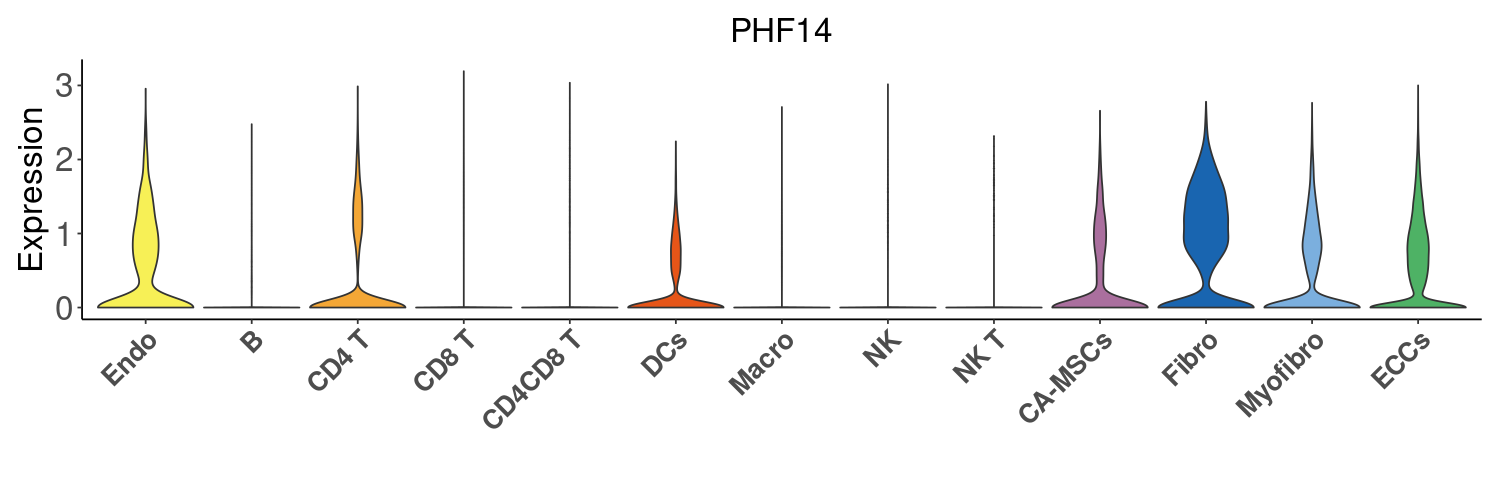 PHF14
Expression
3
2
1
0
Endo
B
CD4 T
CD8 T
CD4CD8 T
DCs
Macro
NK
NK T
CA-MSCs
Fibro
Myofibro
ECCs